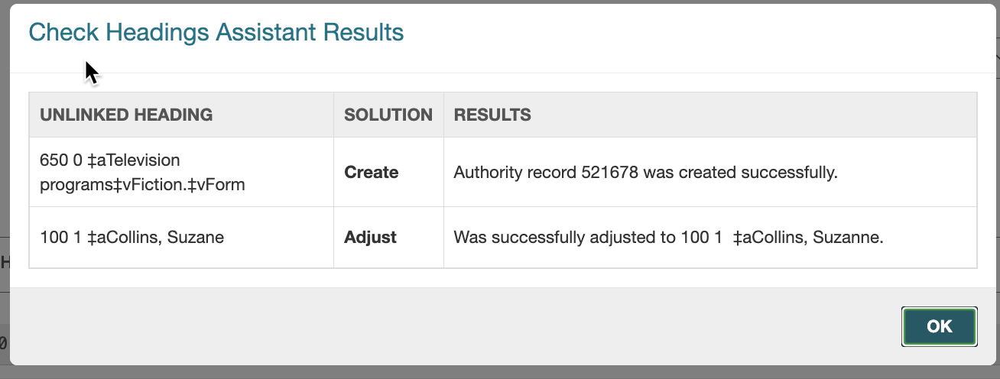 Check Headings Assistant Results
UNLINKED HEADING SOLUTION RESULTS
650 0 ‡aTelevision
programs‡vFiction.‡vForm
Create
Authority record 521678 was created successfully.
100 1 ‡aCollins, Suzane
Adjust
Was successfully adjusted to 100 1  ‡aCollins, Suzanne.
OK